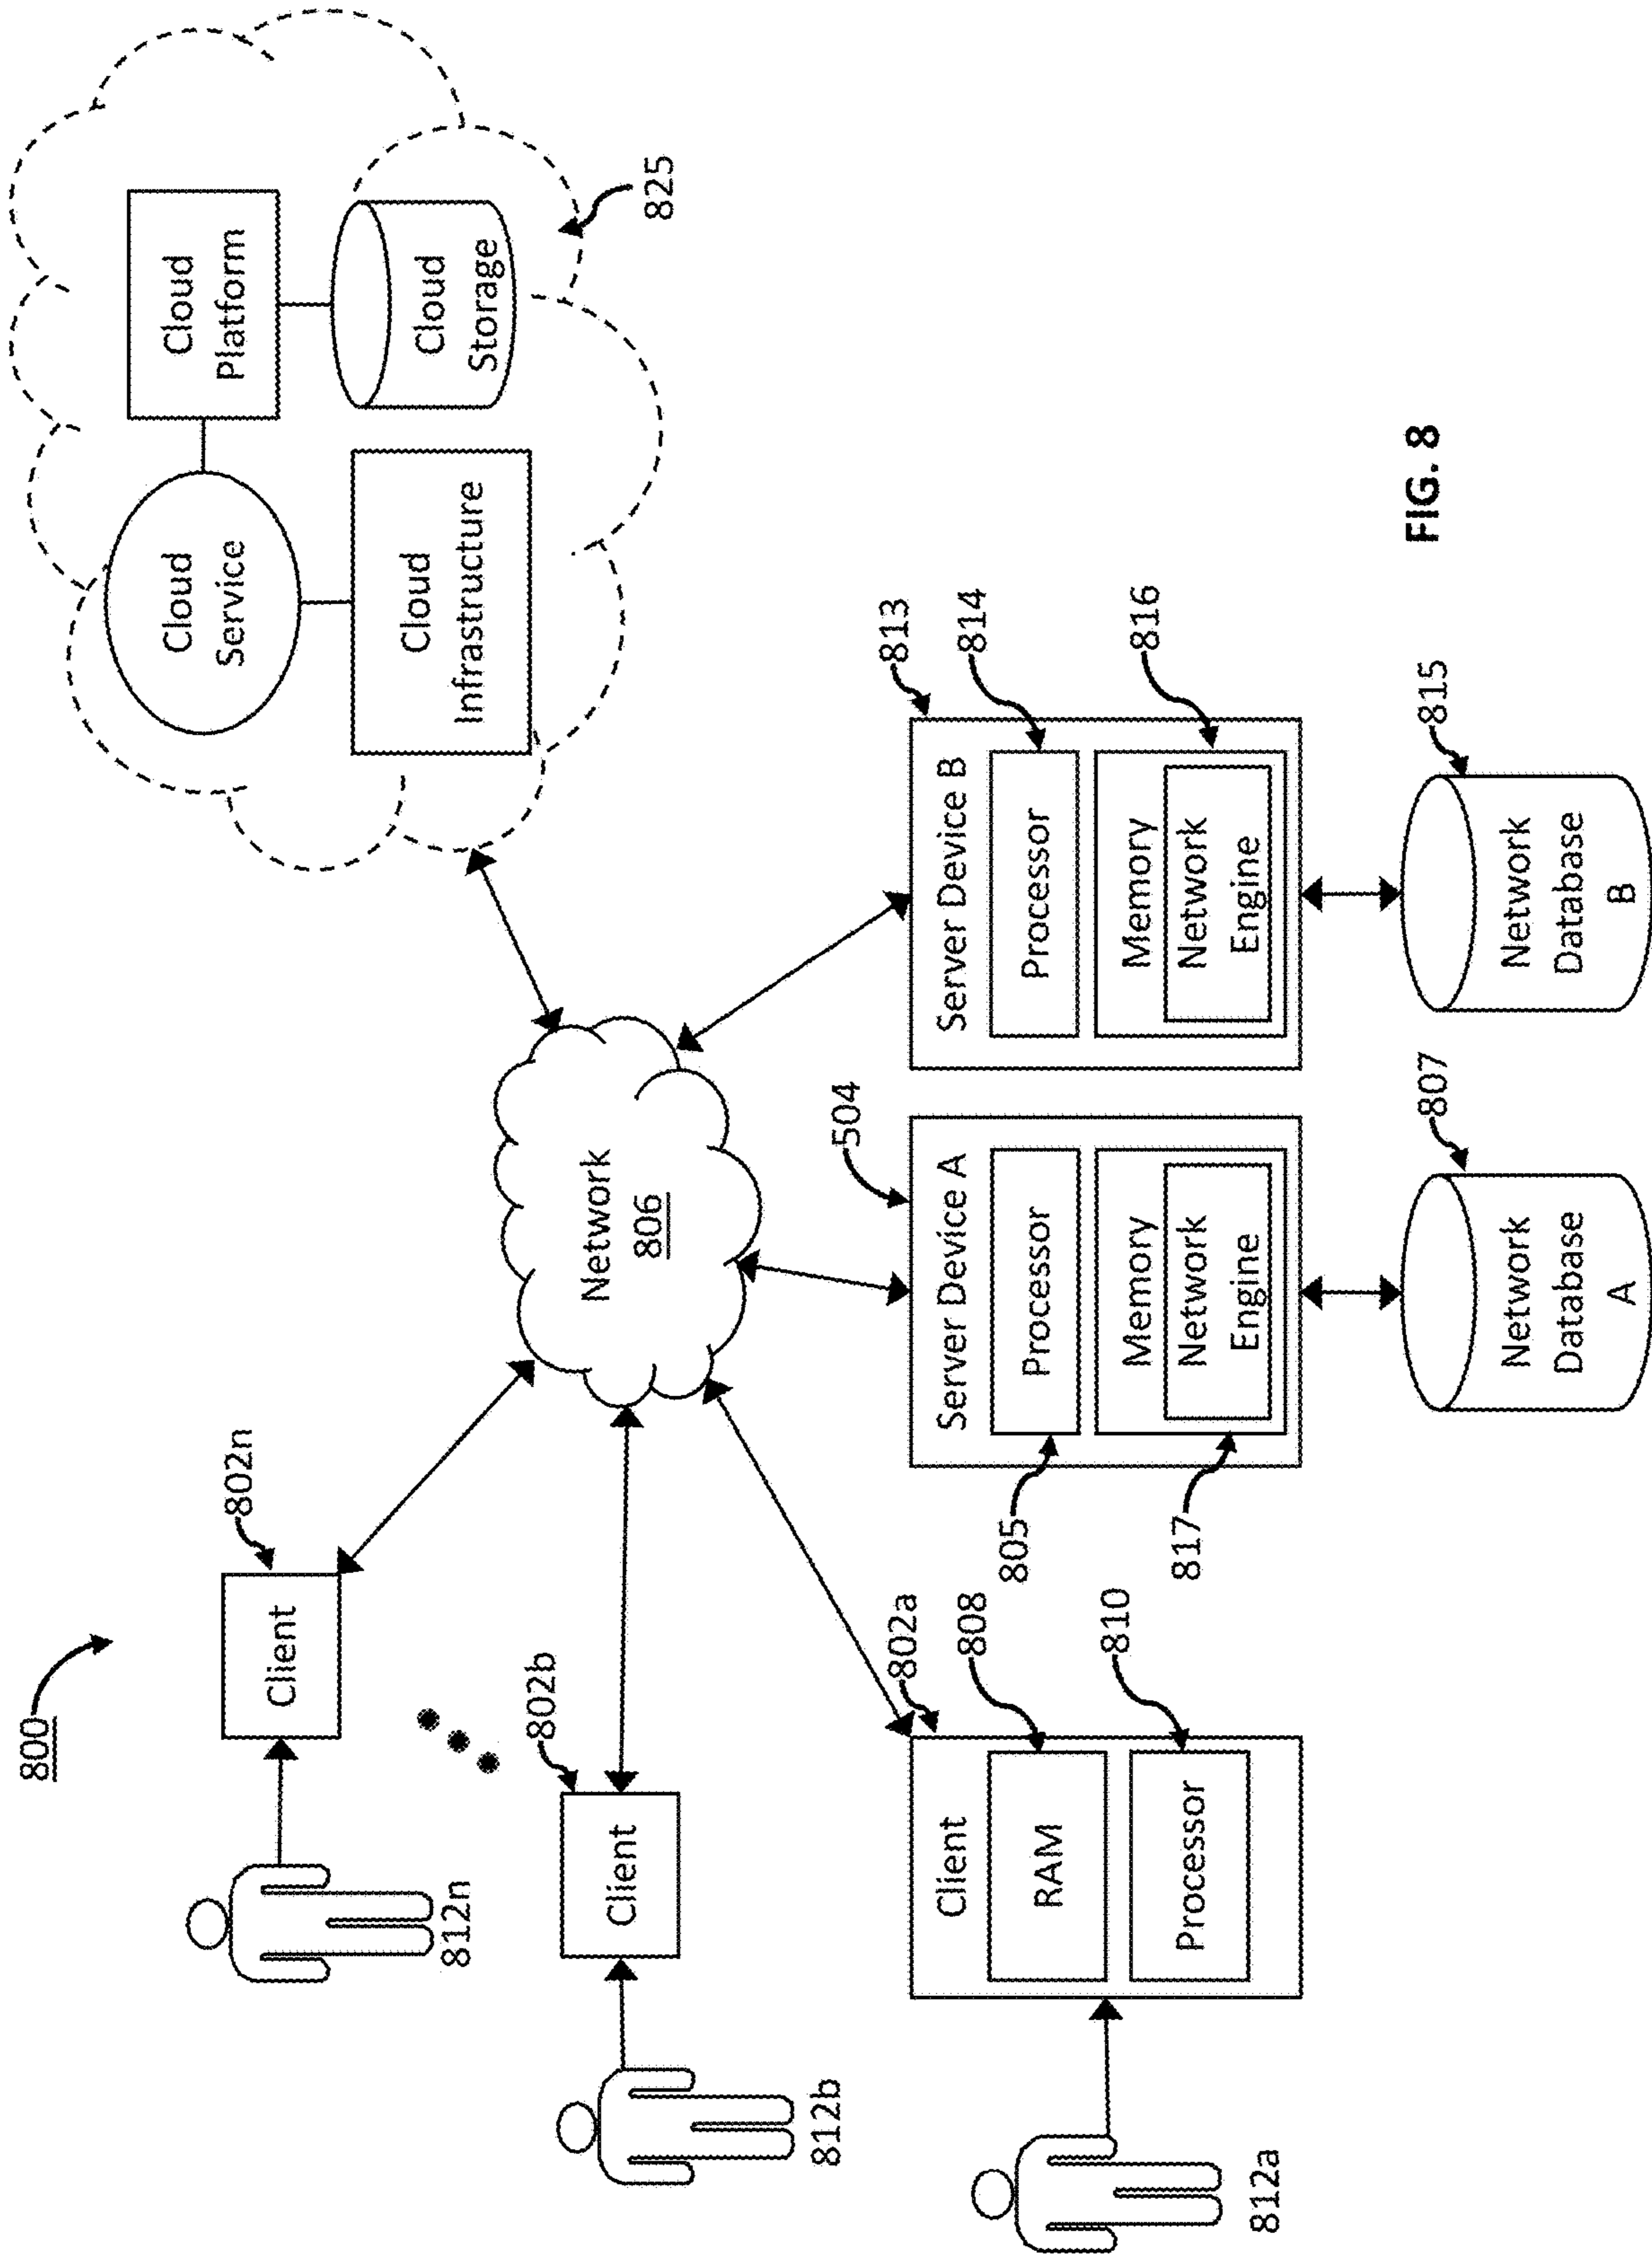 800
812n
Client
802n
812b
Client
802b
812a
Client
802a
RAM
808
Processor
810
Network
806
Cloud
Service
Cloud
Platform
Cloud
Infrastructure
Cloud
Storage
825
Server Device A
504
Processor
805
Memory
Network
Engine
817
Network
Database
A
807
Server Device B
813
Processor
814
Memory
Network
Engine
816
Network
Database
B
815
FIG. 8